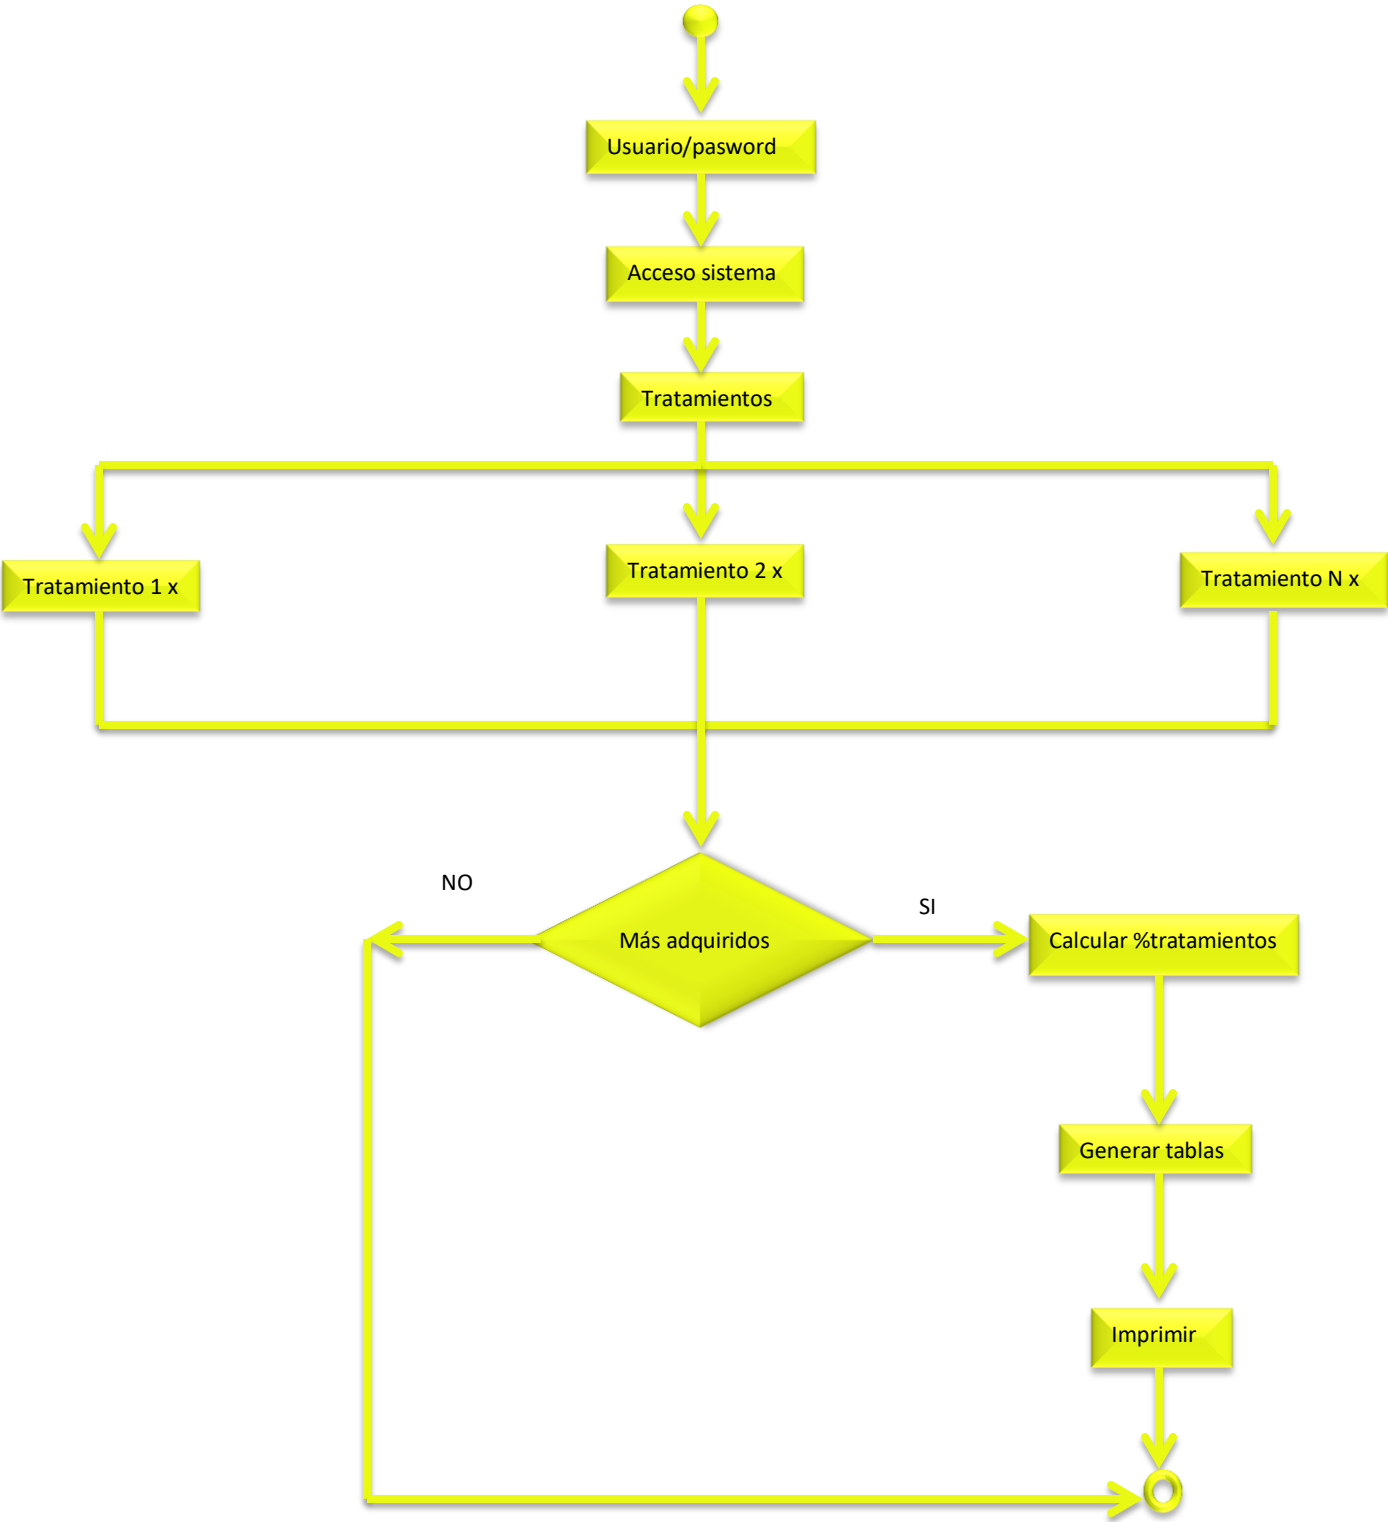 Usuario/pasword
Acceso sistema
Tratamientos
Tratamiento 1 x
Tratamiento 2 x
Tratamiento N x
NO
SI
Más adquiridos
Calcular %tratamientos
Generar tablas
Imprimir